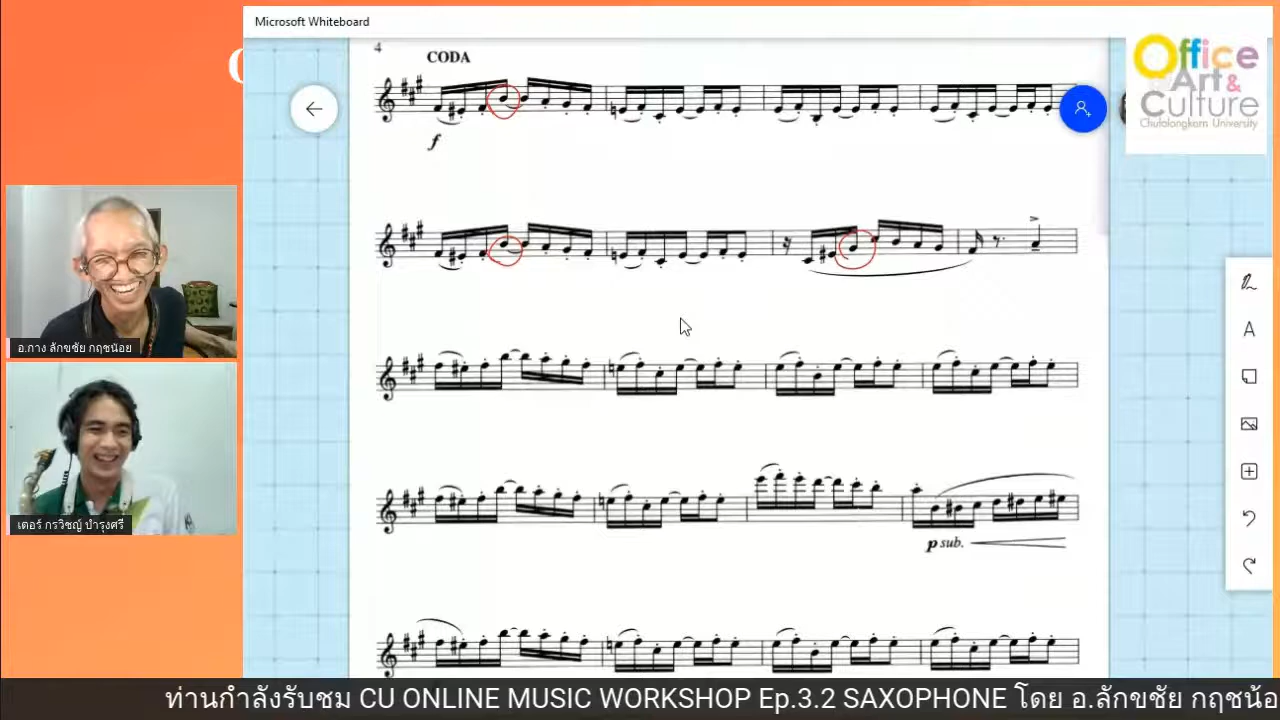 Microsoft Whiteboard
Office
Art &
Culture
Chulalongkorn University
4
CODA
f
อ.กาง ลักขชัย กฤชน้อย
เตอร์ กรวิชญ์ บำรุงศรี
p sub.
ท่านกำลังรับชม CU ONLINE MUSIC WORKSHOP Ep.3.2 SAXOPHONE โดย อ.ลักขชัย กฤชน้อ